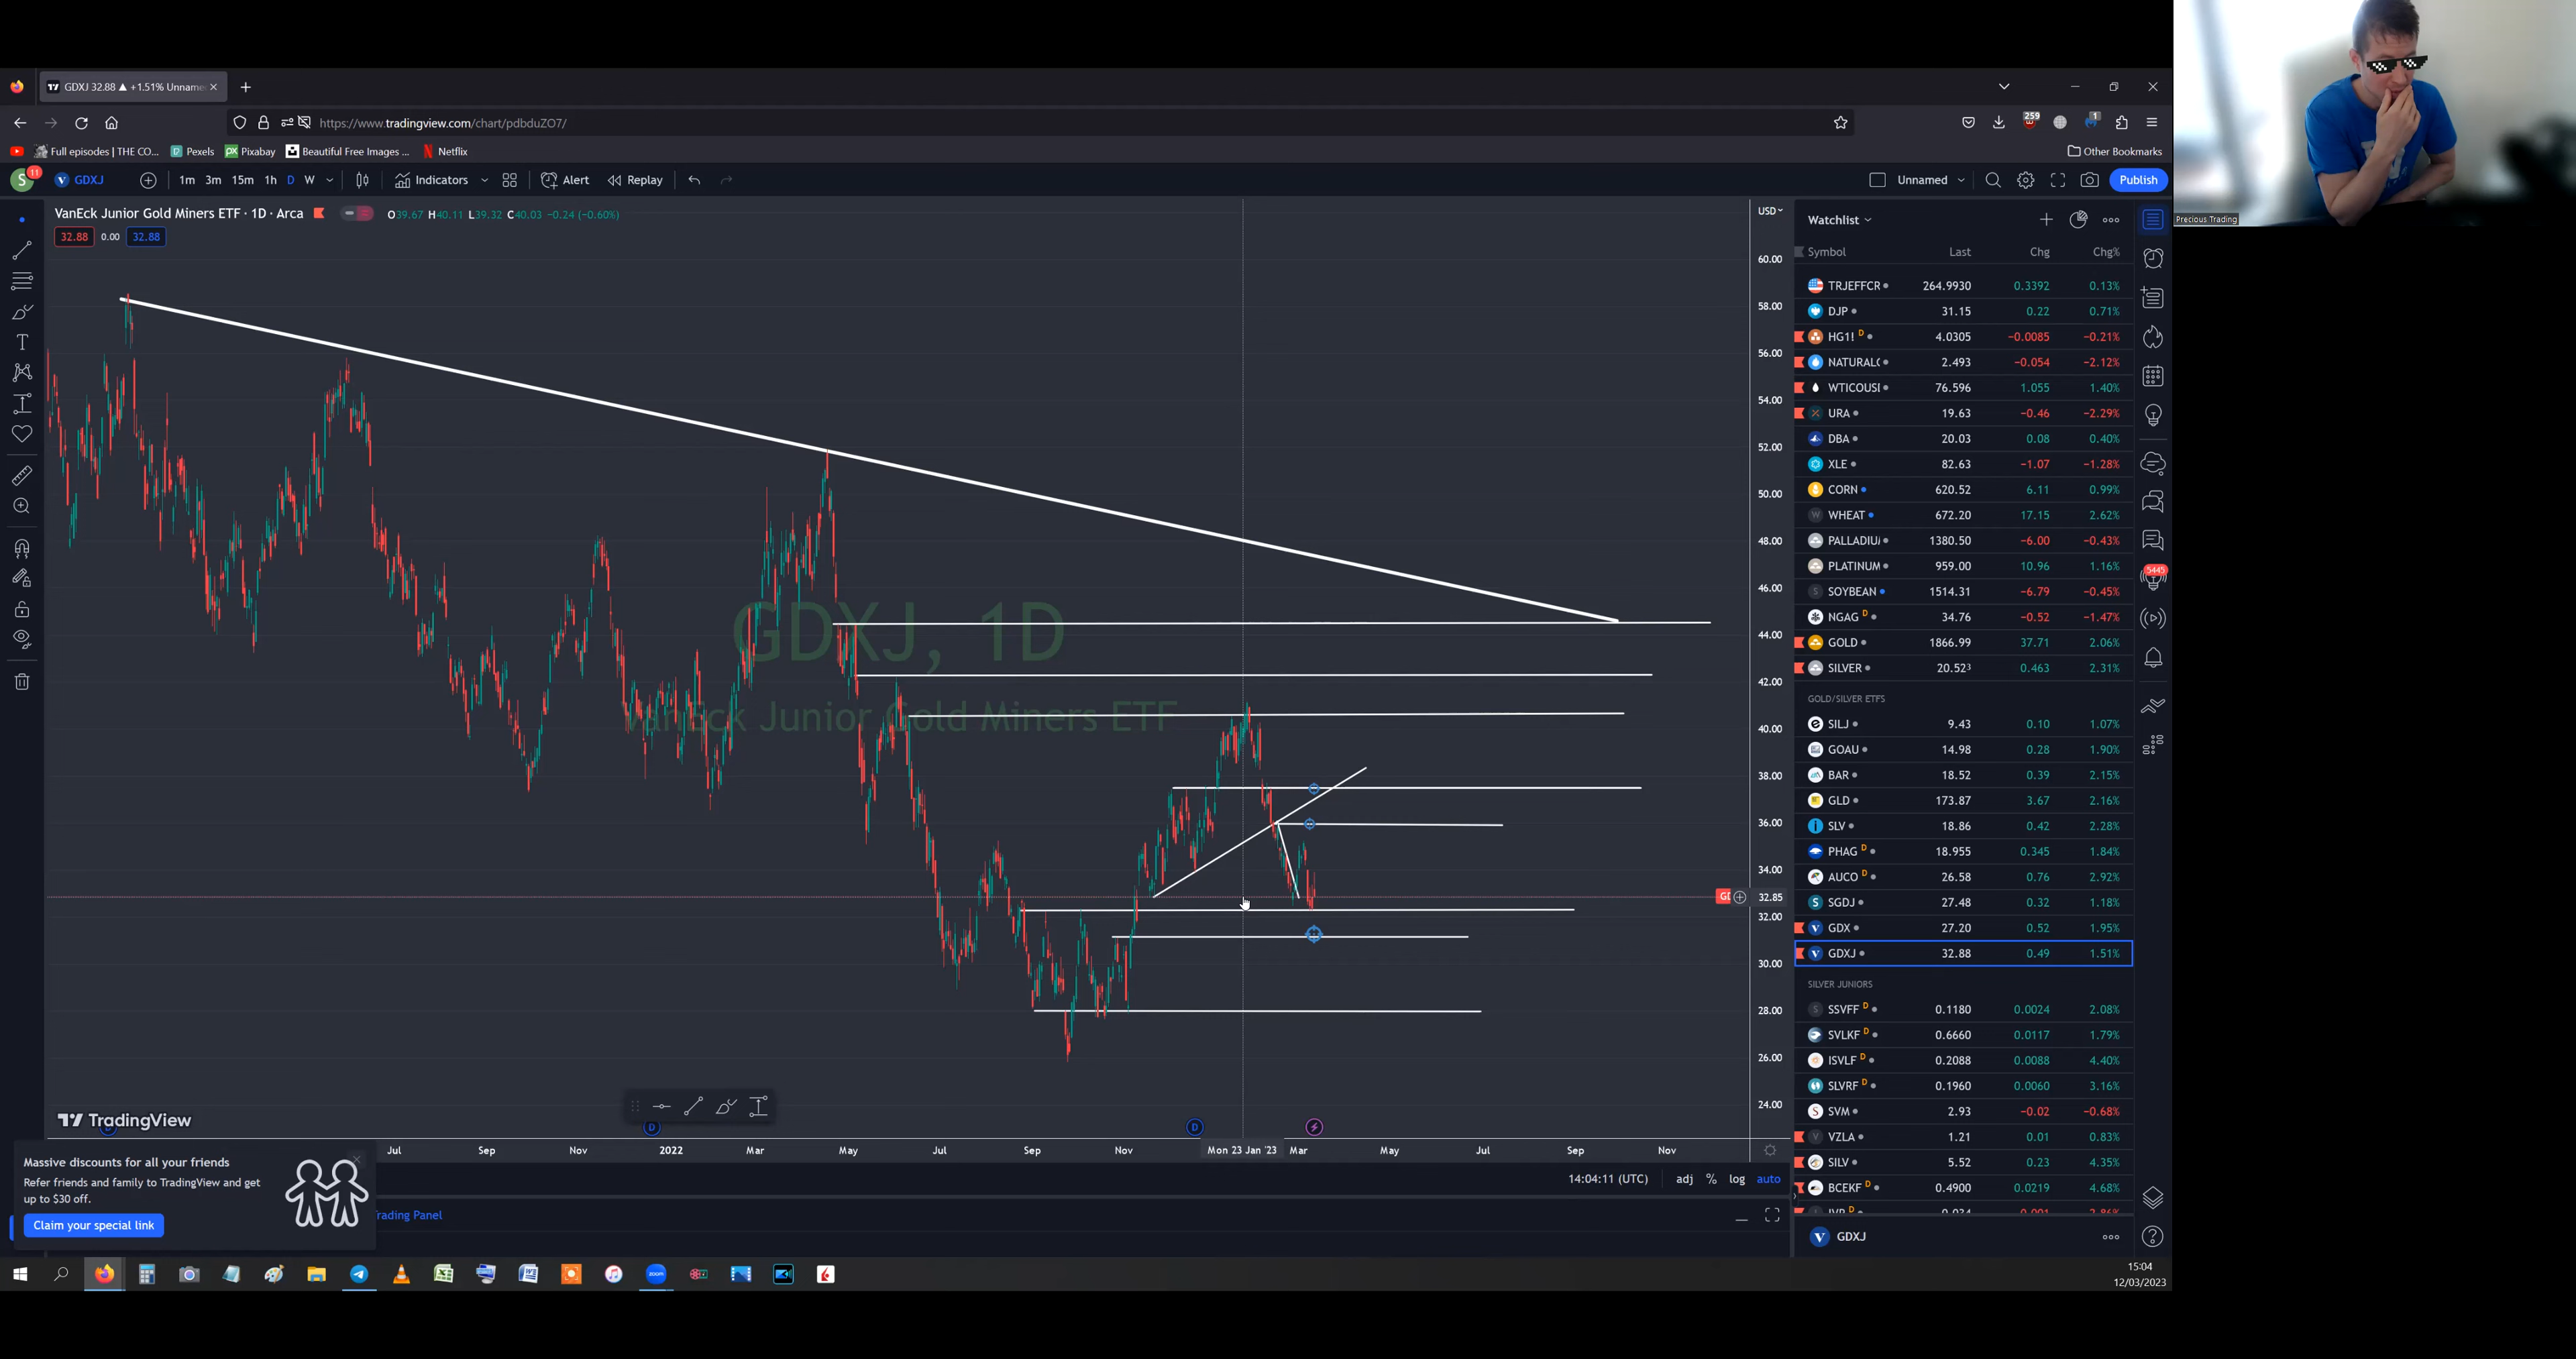 GDXJ 32.88 ▲ +1.51% Unname
https://www.tradingview.com/chart/pdbduZO7/
259
1
Full episodes | THE CO...
Pexels
Pixabay
Beautiful Free Images ...
Netflix
Other Bookmarks
S 11
GDXJ
1m 3m 15m 1h D W
Indicators
Alert
Replay
Unnamed
Publish
VanEck Junior Gold Miners ETF · 1D · Arca
O39.67 H40.11 L39.32 C40.03 −0.24 (−0.60%)
32.88 0.00 32.88
USD
60.00
58.00
56.00
54.00
52.00
50.00
48.00
46.00
44.00
42.00
40.00
38.00
36.00
34.00
32.85
32.00
30.00
28.00
26.00
24.00
GDXJ, 1D
VanEck Junior Gold Miners ETF
TradingView
Jul Sep Nov 2022 Mar May Jul Sep Nov Mon 23 Jan '23 Mar May Jul Sep Nov
14:04:11 (UTC) adj % log auto
Trading Panel
Massive discounts for all your friends
Refer friends and family to TradingView and get
up to $30 off.
Claim your special link
Watchlist
Symbol Last Chg Chg%
TRJEFFCR 264.9930 0.3392 0.13%
DJP 31.15 0.22 0.71%
HG1! D 4.0305 −0.0085 −0.21%
NATURALG 2.493 −0.054 −2.12%
WTICOUSD 76.596 1.055 1.40%
URA 19.63 −0.46 −2.29%
DBA 20.03 0.08 0.40%
XLE 82.63 −1.07 −1.28%
CORN 620.52 6.11 0.99%
WHEAT 672.20 17.15 2.62%
PALLADIU 1380.50 −6.00 −0.43%
PLATINUM 959.00 10.96 1.16%
SOYBEAN 1514.31 −6.79 −0.45%
NGAG D 34.76 −0.52 −1.47%
GOLD 1866.99 37.71 2.06%
SILVER 20.523 0.463 2.31%
GOLD/SILVER ETFS
SILJ 9.43 0.10 1.07%
GOAU 14.98 0.28 1.90%
BAR 18.52 0.39 2.15%
GLD 173.87 3.67 2.16%
SLV 18.86 0.42 2.28%
PHAG D 18.955 0.345 1.84%
AUCO D 26.58 0.76 2.92%
SGDJ 27.48 0.32 1.18%
GDX 27.20 0.52 1.95%
GDXJ 32.88 0.49 1.51%
SILVER JUNIORS
SSVFF D 0.1180 0.0024 2.08%
SVLKF D 0.6660 0.0117 1.79%
ISVLF D 0.2088 0.0088 4.40%
SLVRF D 0.1960 0.0060 3.16%
SVM 2.93 −0.02 −0.68%
VZLA 1.21 0.01 0.83%
SILV 5.52 0.23 4.35%
BCEKF D 0.4900 0.0219 4.68%
GDXJ
5445
zoom
15:04
12/03/2023
Precious Trading